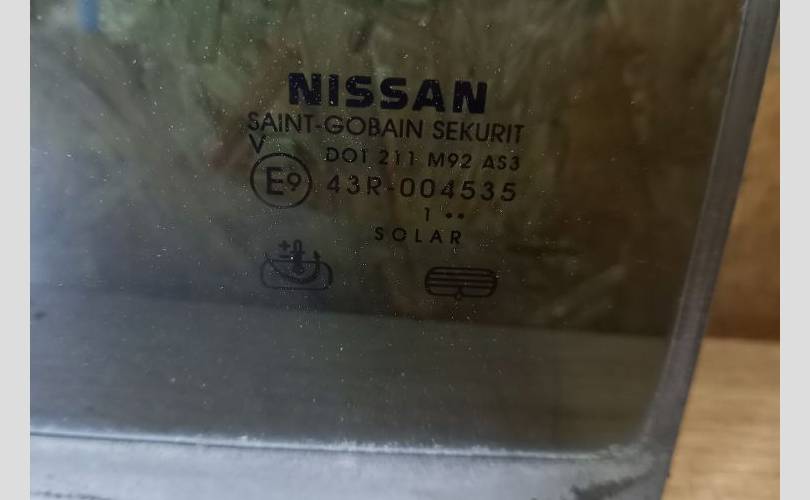 NISSAN
SAINT-GOBAIN SEKURIT
V
DOT 211 M92 AS3
E9 43R-004535
1 ••
SOLAR